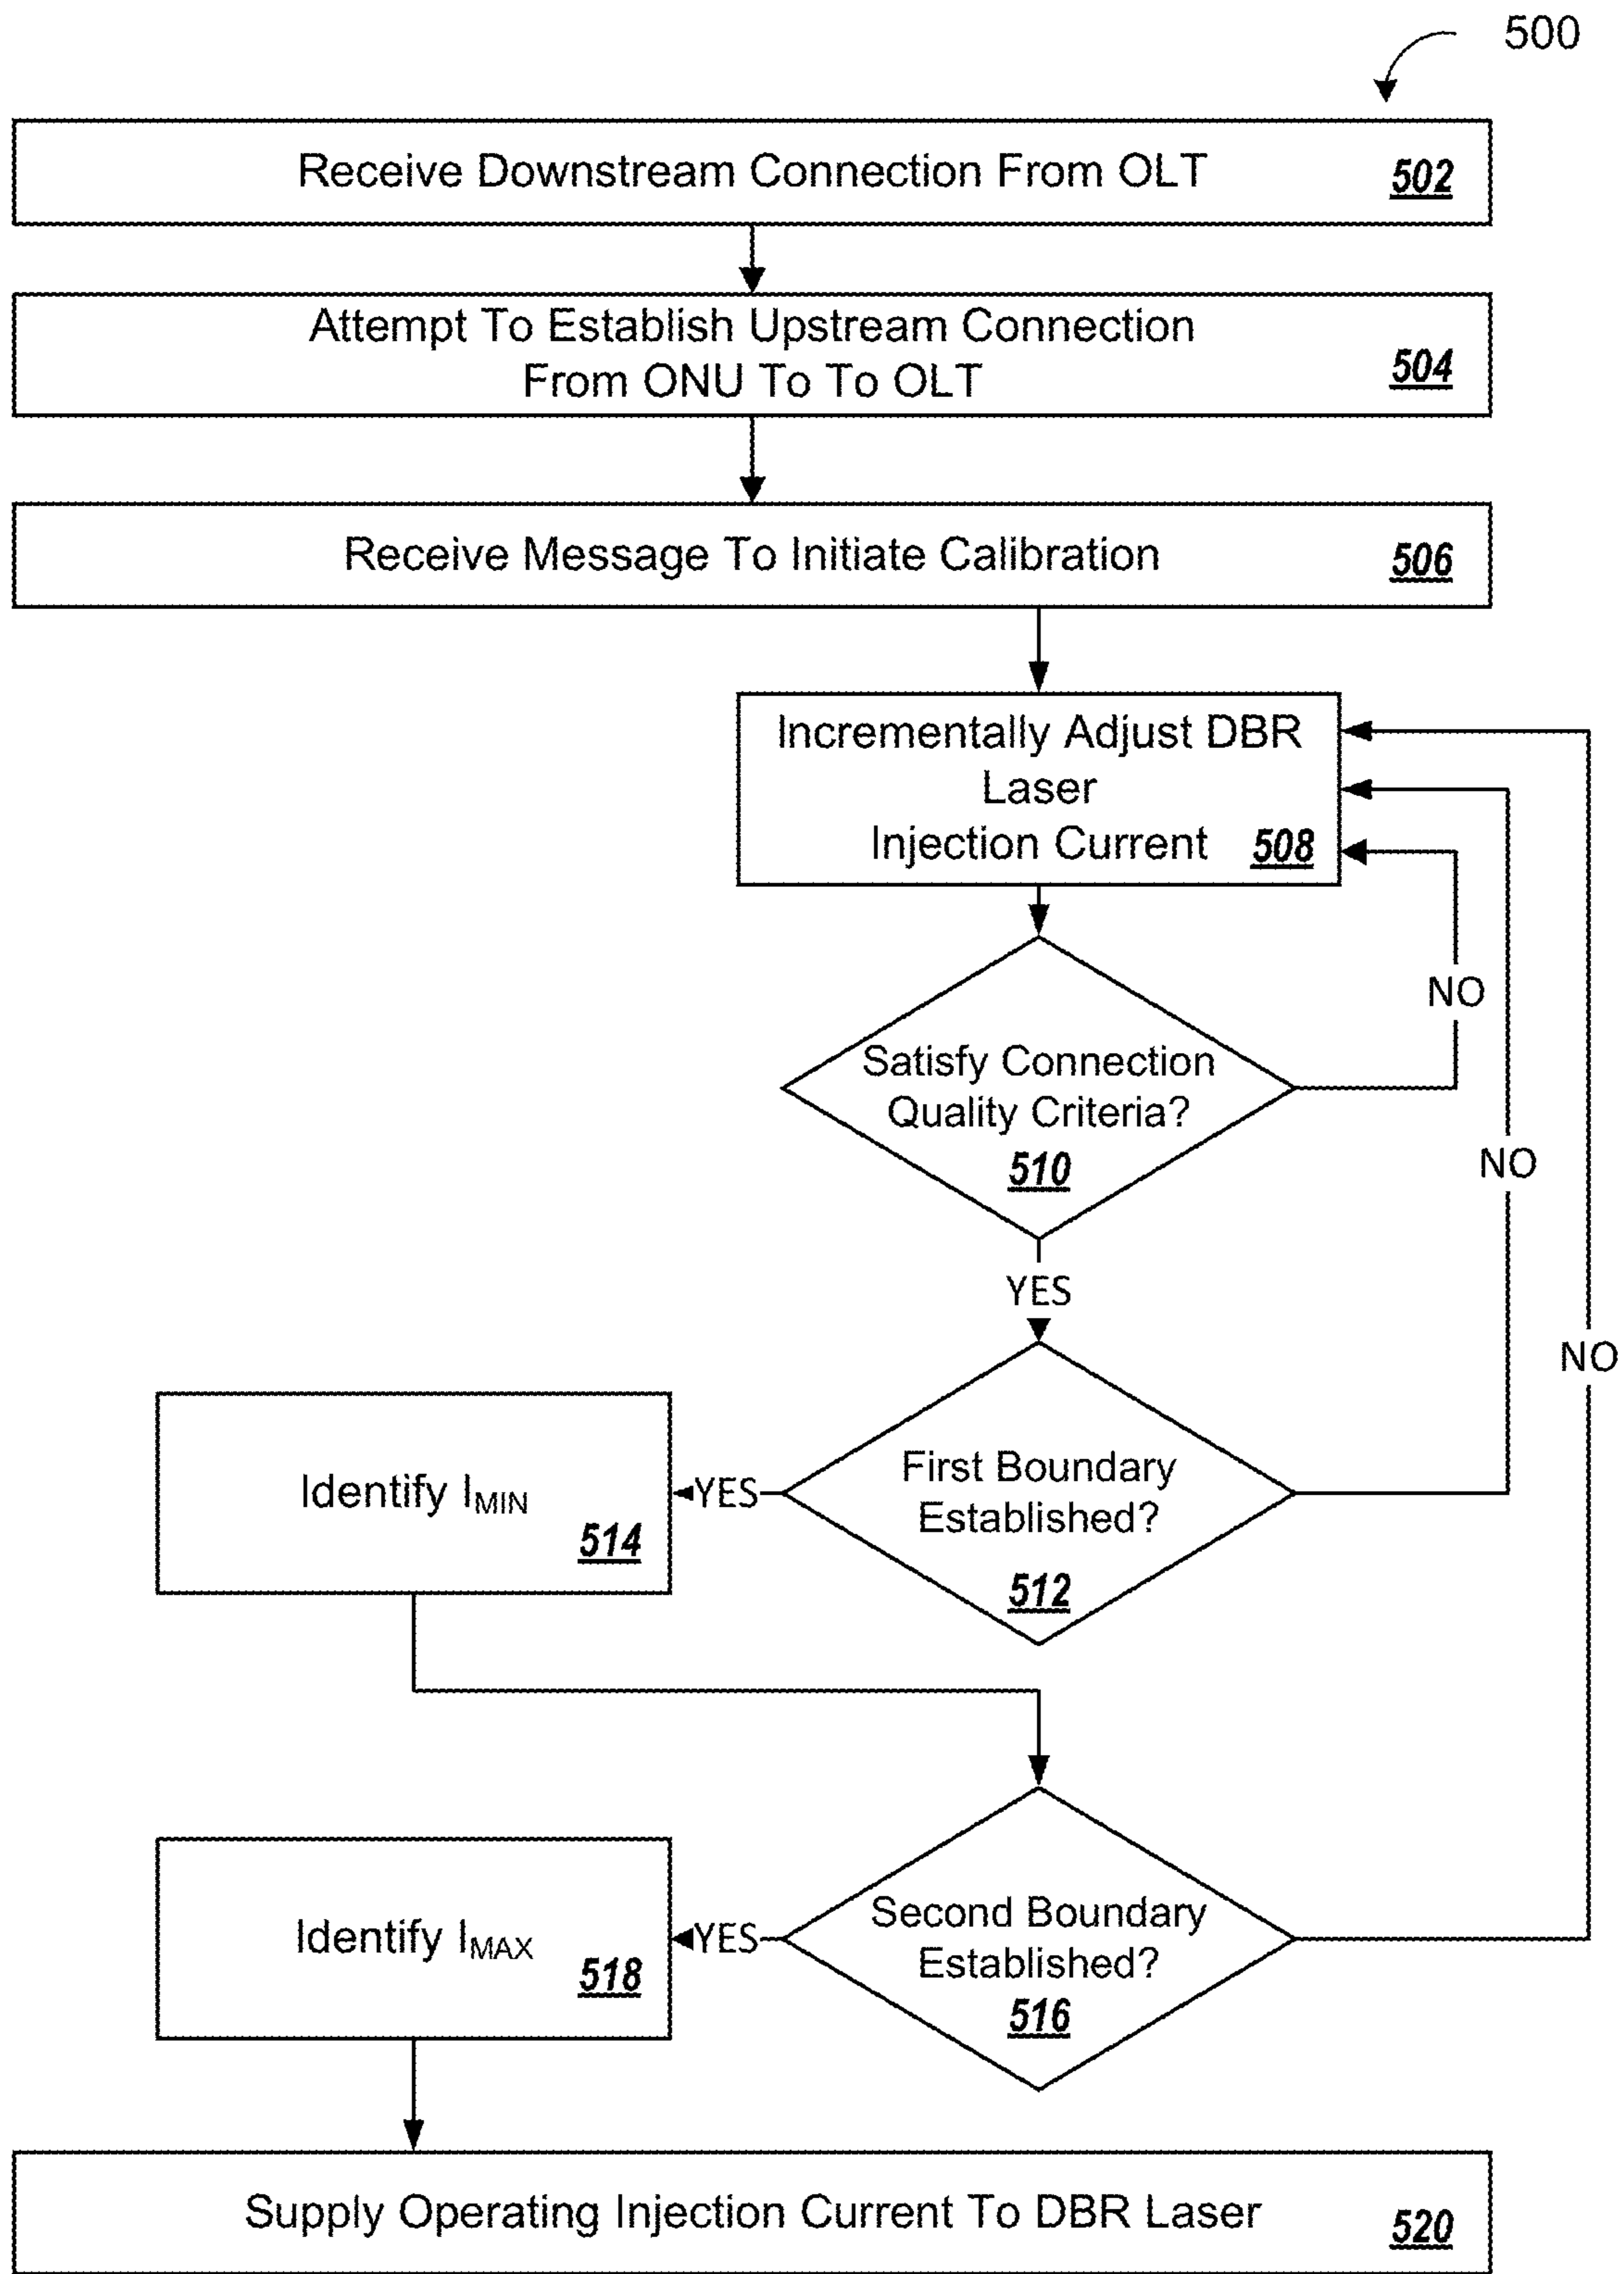 500
Receive Downstream Connection From OLT 502
Attempt To Establish Upstream Connection
From ONU To To OLT 504
Receive Message To Initiate Calibration 506
Incrementally Adjust DBR
Laser
Injection Current 508
NO
Satisfy Connection
Quality Criteria?
510
NO
YES
NO
First Boundary
Established?
512
YES
Identify IMIN
514
Second Boundary
Established?
516
YES
Identify IMAX
518
Supply Operating Injection Current To DBR Laser 520